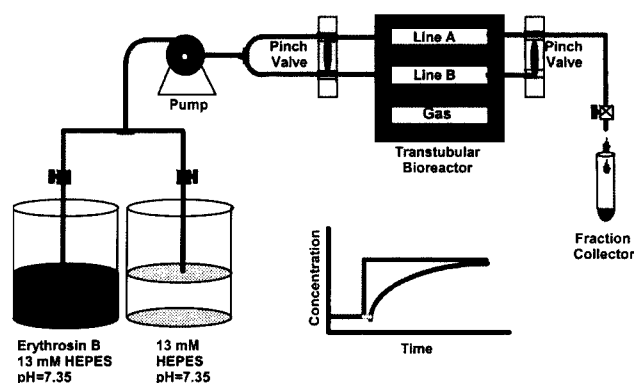 Line A
Pinch
Valve
Pinch
Valve
Line B
Pump
Gas
Transtubular
Bioreactor
Fraction
Collector
Concentration
Time
Erythrosin B
13 mM HEPES
pH=7.35
13 mM
HEPES
pH=7.35